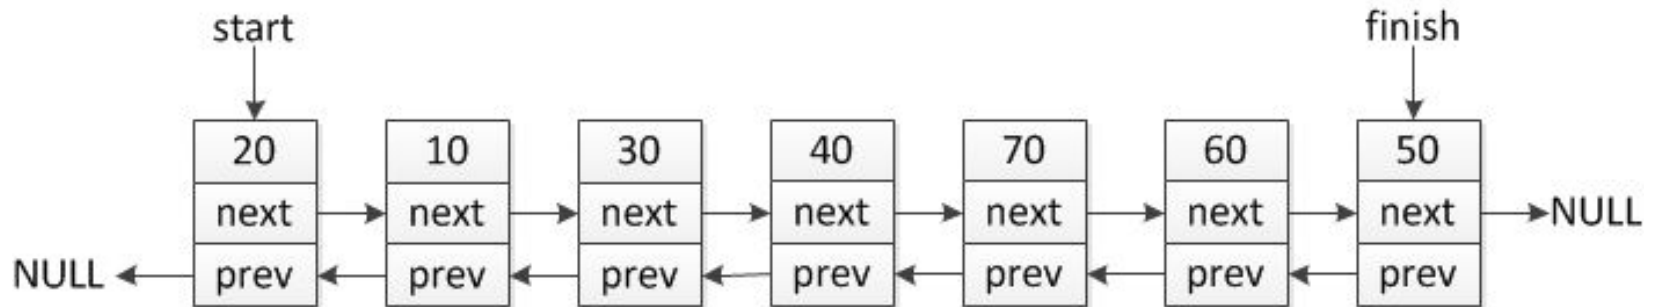 start finish
20 10 30 40 70 60 50
next next next next next next next NULL
NULL prev prev prev prev prev prev prev